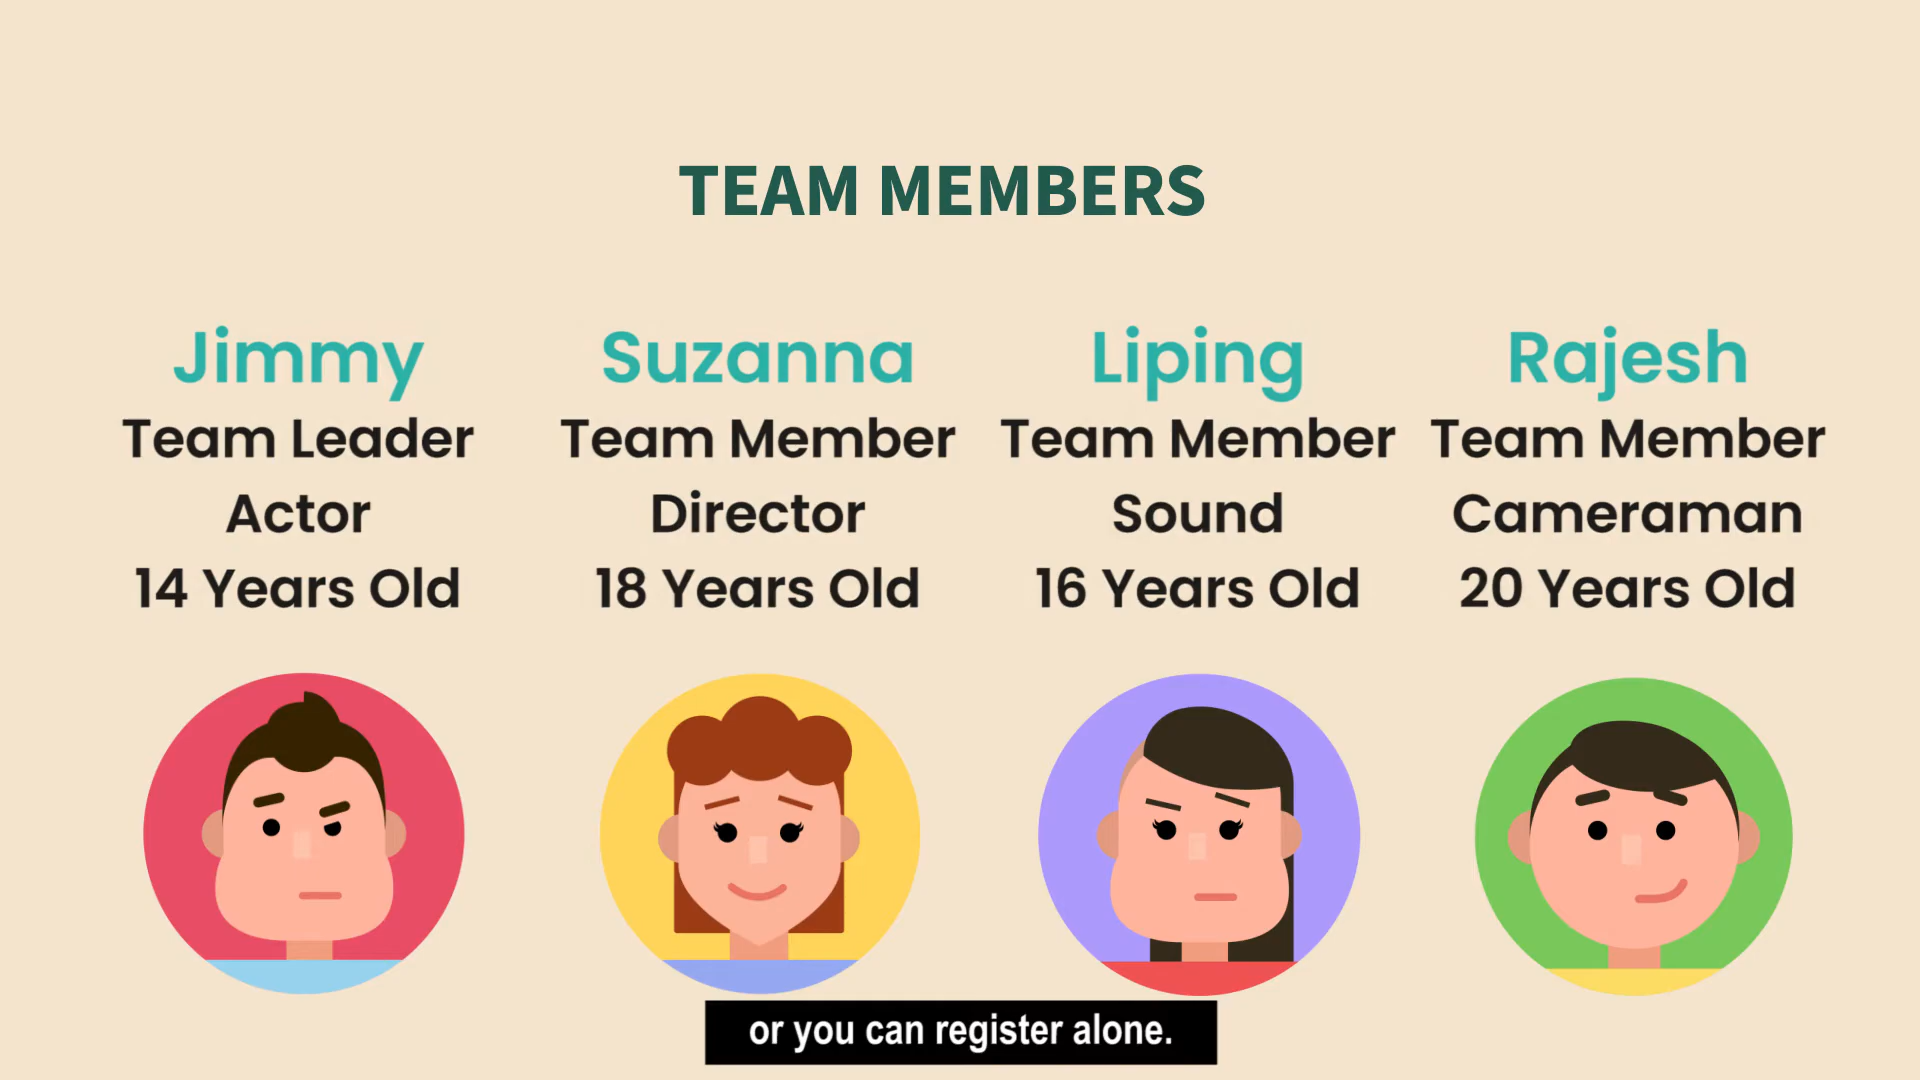 TEAM MEMBERS
Jimmy
Team Leader
Actor
14 Years Old
Suzanna
Team Member
Director
18 Years Old
Liping
Team Member
Sound
16 Years Old
Rajesh
Team Member
Cameraman
20 Years Old
or you can register alone.